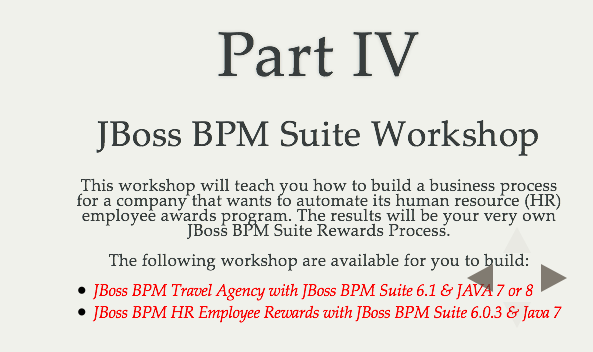 Part IV
JBoss BPM Suite Workshop
This workshop will teach you how to build a business process
for a company that wants to automate its human resource (HR)
employee awards program. The results will be your very own
JBoss BPM Suite Rewards Process.
The following workshop are available for you to build:
• JBoss BPM Travel Agency with JBoss BPM Suite 6.1 & JAVA 7 or 8
• JBoss BPM HR Employee Rewards with JBoss BPM Suite 6.0.3 & Java 7